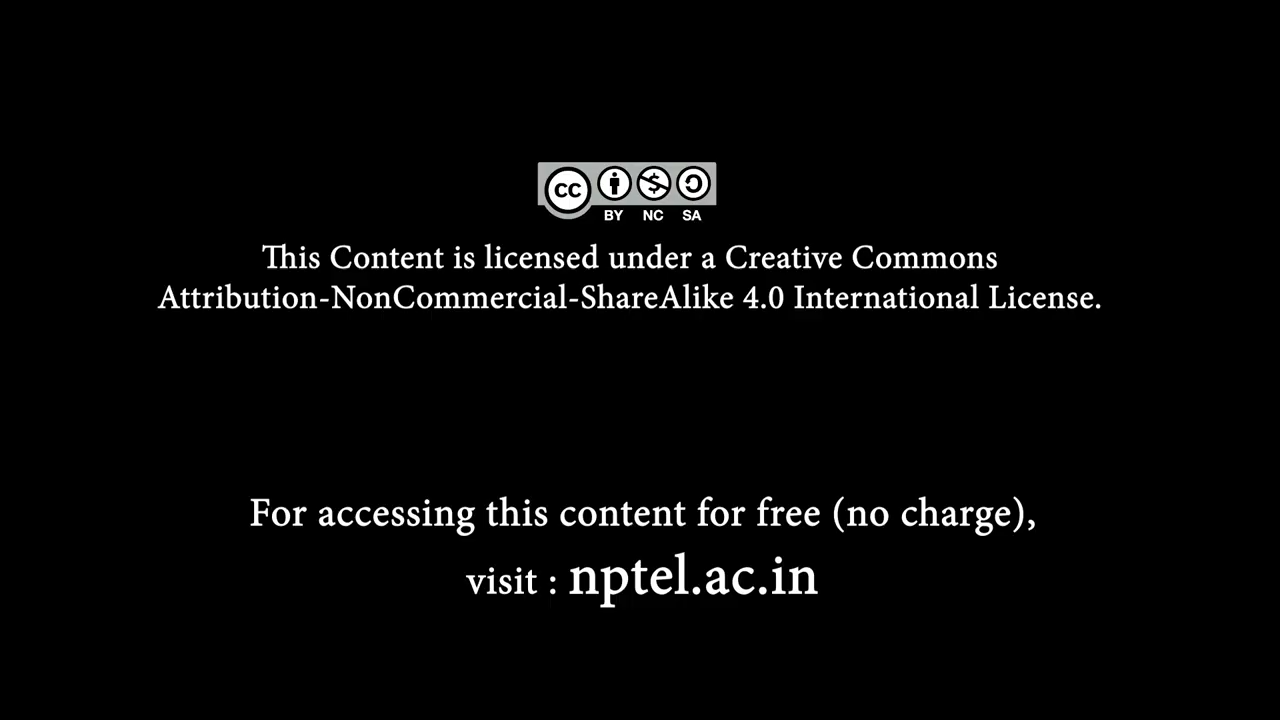 cc
BY NC SA
This Content is licensed under a Creative Commons
Attribution-NonCommercial-ShareAlike 4.0 International License.
For accessing this content for free (no charge),
visit : nptel.ac.in